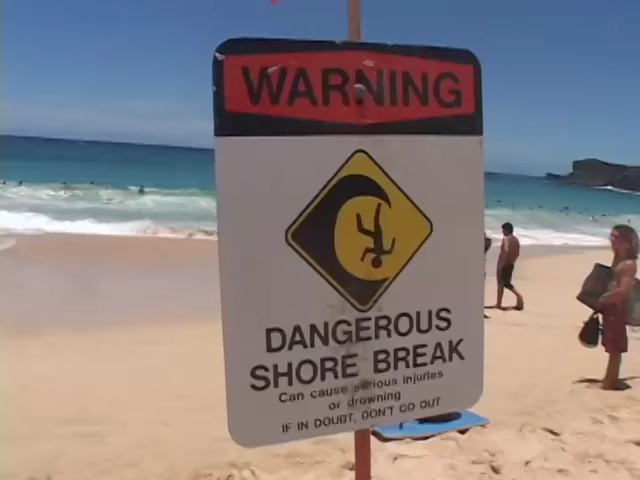 WARNING
DANGEROUS
SHORE BREAK
Can cause serious injuries
or drowning
IF IN DOUBT, DON'T GO OUT